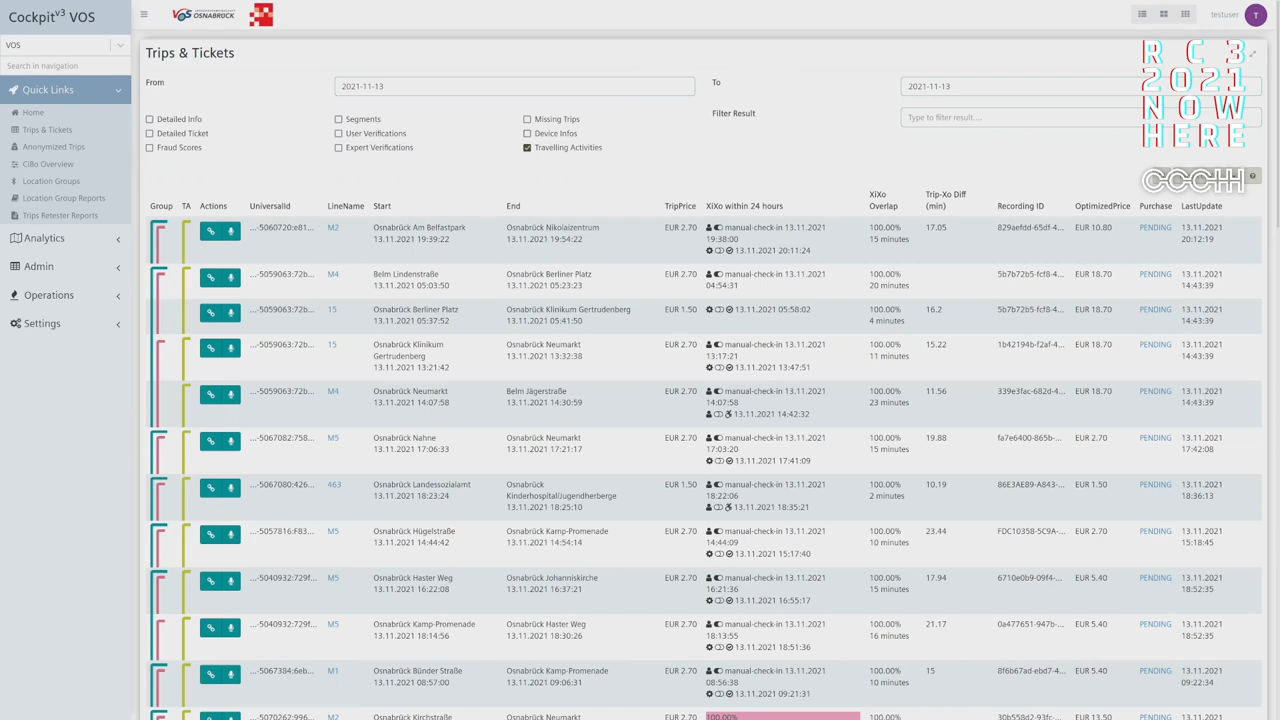 Cockpitv3 VOS
VOS OSNABRÜCK
testuser T
VOS
Search in navigation
Quick Links
Home
Trips & Tickets
Anonymized Trips
CiBo Overview
Location Groups
Location Group Reports
Trips Retester Reports
Analytics
Admin
Operations
Settings
Trips & Tickets
From 2021-11-13 To 2021-11-13
Filter Result Type to filter result....
Detailed Info Segments Missing Trips
Detailed Ticket User Verifications Device Infos
Fraud Scores Expert Verifications Travelling Activities
RC3
2021
NOW
HERE
Group TA Actions UniversalId LineName Start End TripPrice XiXo within 24 hours XiXo Overlap Trip-Xo Diff (min) Recording ID OptimizedPrice Purchase LastUpdate
...-5060720:e81... M2 Osnabrück Am Belfastpark Osnabrück Nikolaizentrum EUR 2.70 manual-check-in 13.11.2021 100.00% 17.05 829aefdd-65df-4... EUR 10.80 PENDING 13.11.2021
13.11.2021 19:39:22 13.11.2021 19:54:22 19:38:00 15 minutes 20:12:19
13.11.2021 20:11:24
...-5059063:72b... M4 Belm Lindenstraße Osnabrück Berliner Platz EUR 2.70 manual-check-in 13.11.2021 100.00% 5b7b72b5-fcf8-4... EUR 18.70 PENDING 13.11.2021
13.11.2021 05:03:50 13.11.2021 05:23:23 04:54:31 20 minutes 14:43:39
...-5059063:72b... 15 Osnabrück Berliner Platz Osnabrück Klinikum Gertrudenberg EUR 1.50 13.11.2021 05:58:02 100.00% 16.2 5b7b72b5-fcf8-4... EUR 18.70 PENDING 13.11.2021
13.11.2021 05:37:52 13.11.2021 05:41:50 4 minutes 14:43:39
...-5059063:72b... 15 Osnabrück Klinikum Osnabrück Neumarkt EUR 2.70 manual-check-in 13.11.2021 100.00% 15.22 1b42194b-f2af-4... EUR 18.70 PENDING 13.11.2021
Gertrudenberg 13.11.2021 13:32:38 13:17:21 11 minutes 14:43:39
13.11.2021 13:21:42 13.11.2021 13:47:51
...-5059063:72b... M4 Osnabrück Neumarkt Belm Jägerstraße EUR 2.70 manual-check-in 13.11.2021 100.00% 11.56 339e3fac-682d-4... EUR 18.70 PENDING 13.11.2021
13.11.2021 14:07:58 13.11.2021 14:30:59 14:07:58 23 minutes 14:43:39
13.11.2021 14:42:32
...-5067082:758... M5 Osnabrück Nahne Osnabrück Neumarkt EUR 2.70 manual-check-in 13.11.2021 100.00% 19.88 fa7e6400-865b-... EUR 2.70 PENDING 13.11.2021
13.11.2021 17:06:33 13.11.2021 17:21:17 17:03:20 15 minutes 17:42:08
13.11.2021 17:41:09
...-5067080:426... 463 Osnabrück Landessozialamt Osnabrück EUR 1.50 manual-check-in 13.11.2021 100.00% 10.19 86E3AE89-A843-... EUR 1.50 PENDING 13.11.2021
13.11.2021 18:23:24 Kinderhospital/Jugendherberge 18:22:06 2 minutes 18:36:13
13.11.2021 18:25:10 13.11.2021 18:35:21
...-5057816:F83... M5 Osnabrück Hügelstraße Osnabrück Kamp-Promenade EUR 2.70 manual-check-in 13.11.2021 100.00% 23.44 FDC10358-5C9A-... EUR 2.70 PENDING 13.11.2021
13.11.2021 14:44:42 13.11.2021 14:54:14 14:44:09 10 minutes 15:18:45
13.11.2021 15:17:40
...-5040932:729f... M5 Osnabrück Haster Weg Osnabrück Johanniskirche EUR 2.70 manual-check-in 13.11.2021 100.00% 17.94 6710e0b9-09f4-... EUR 5.40 PENDING 13.11.2021
13.11.2021 16:22:08 13.11.2021 16:37:21 16:21:36 15 minutes 18:52:35
13.11.2021 16:55:17
...-5040932:729f... M5 Osnabrück Kamp-Promenade Osnabrück Haster Weg EUR 2.70 manual-check-in 13.11.2021 100.00% 21.17 0a477651-947b-... EUR 5.40 PENDING 13.11.2021
13.11.2021 18:14:56 13.11.2021 18:30:26 18:13:55 16 minutes 18:52:35
13.11.2021 18:51:36
...-5067384:6eb... M1 Osnabrück Bünder Straße Osnabrück Kamp-Promenade EUR 2.70 manual-check-in 13.11.2021 100.00% 15 8f6b67ad-ebd7-4... EUR 5.40 PENDING 13.11.2021
13.11.2021 08:57:00 13.11.2021 09:06:31 08:56:38 10 minutes 09:22:34
13.11.2021 09:21:31
...-5070262:996... M2 Osnabrück Kirchstraße Osnabrück Neumarkt EUR 2.70 100.00% 30b558d2-93fc-... EUR 2.70 PENDING 13.11.2021